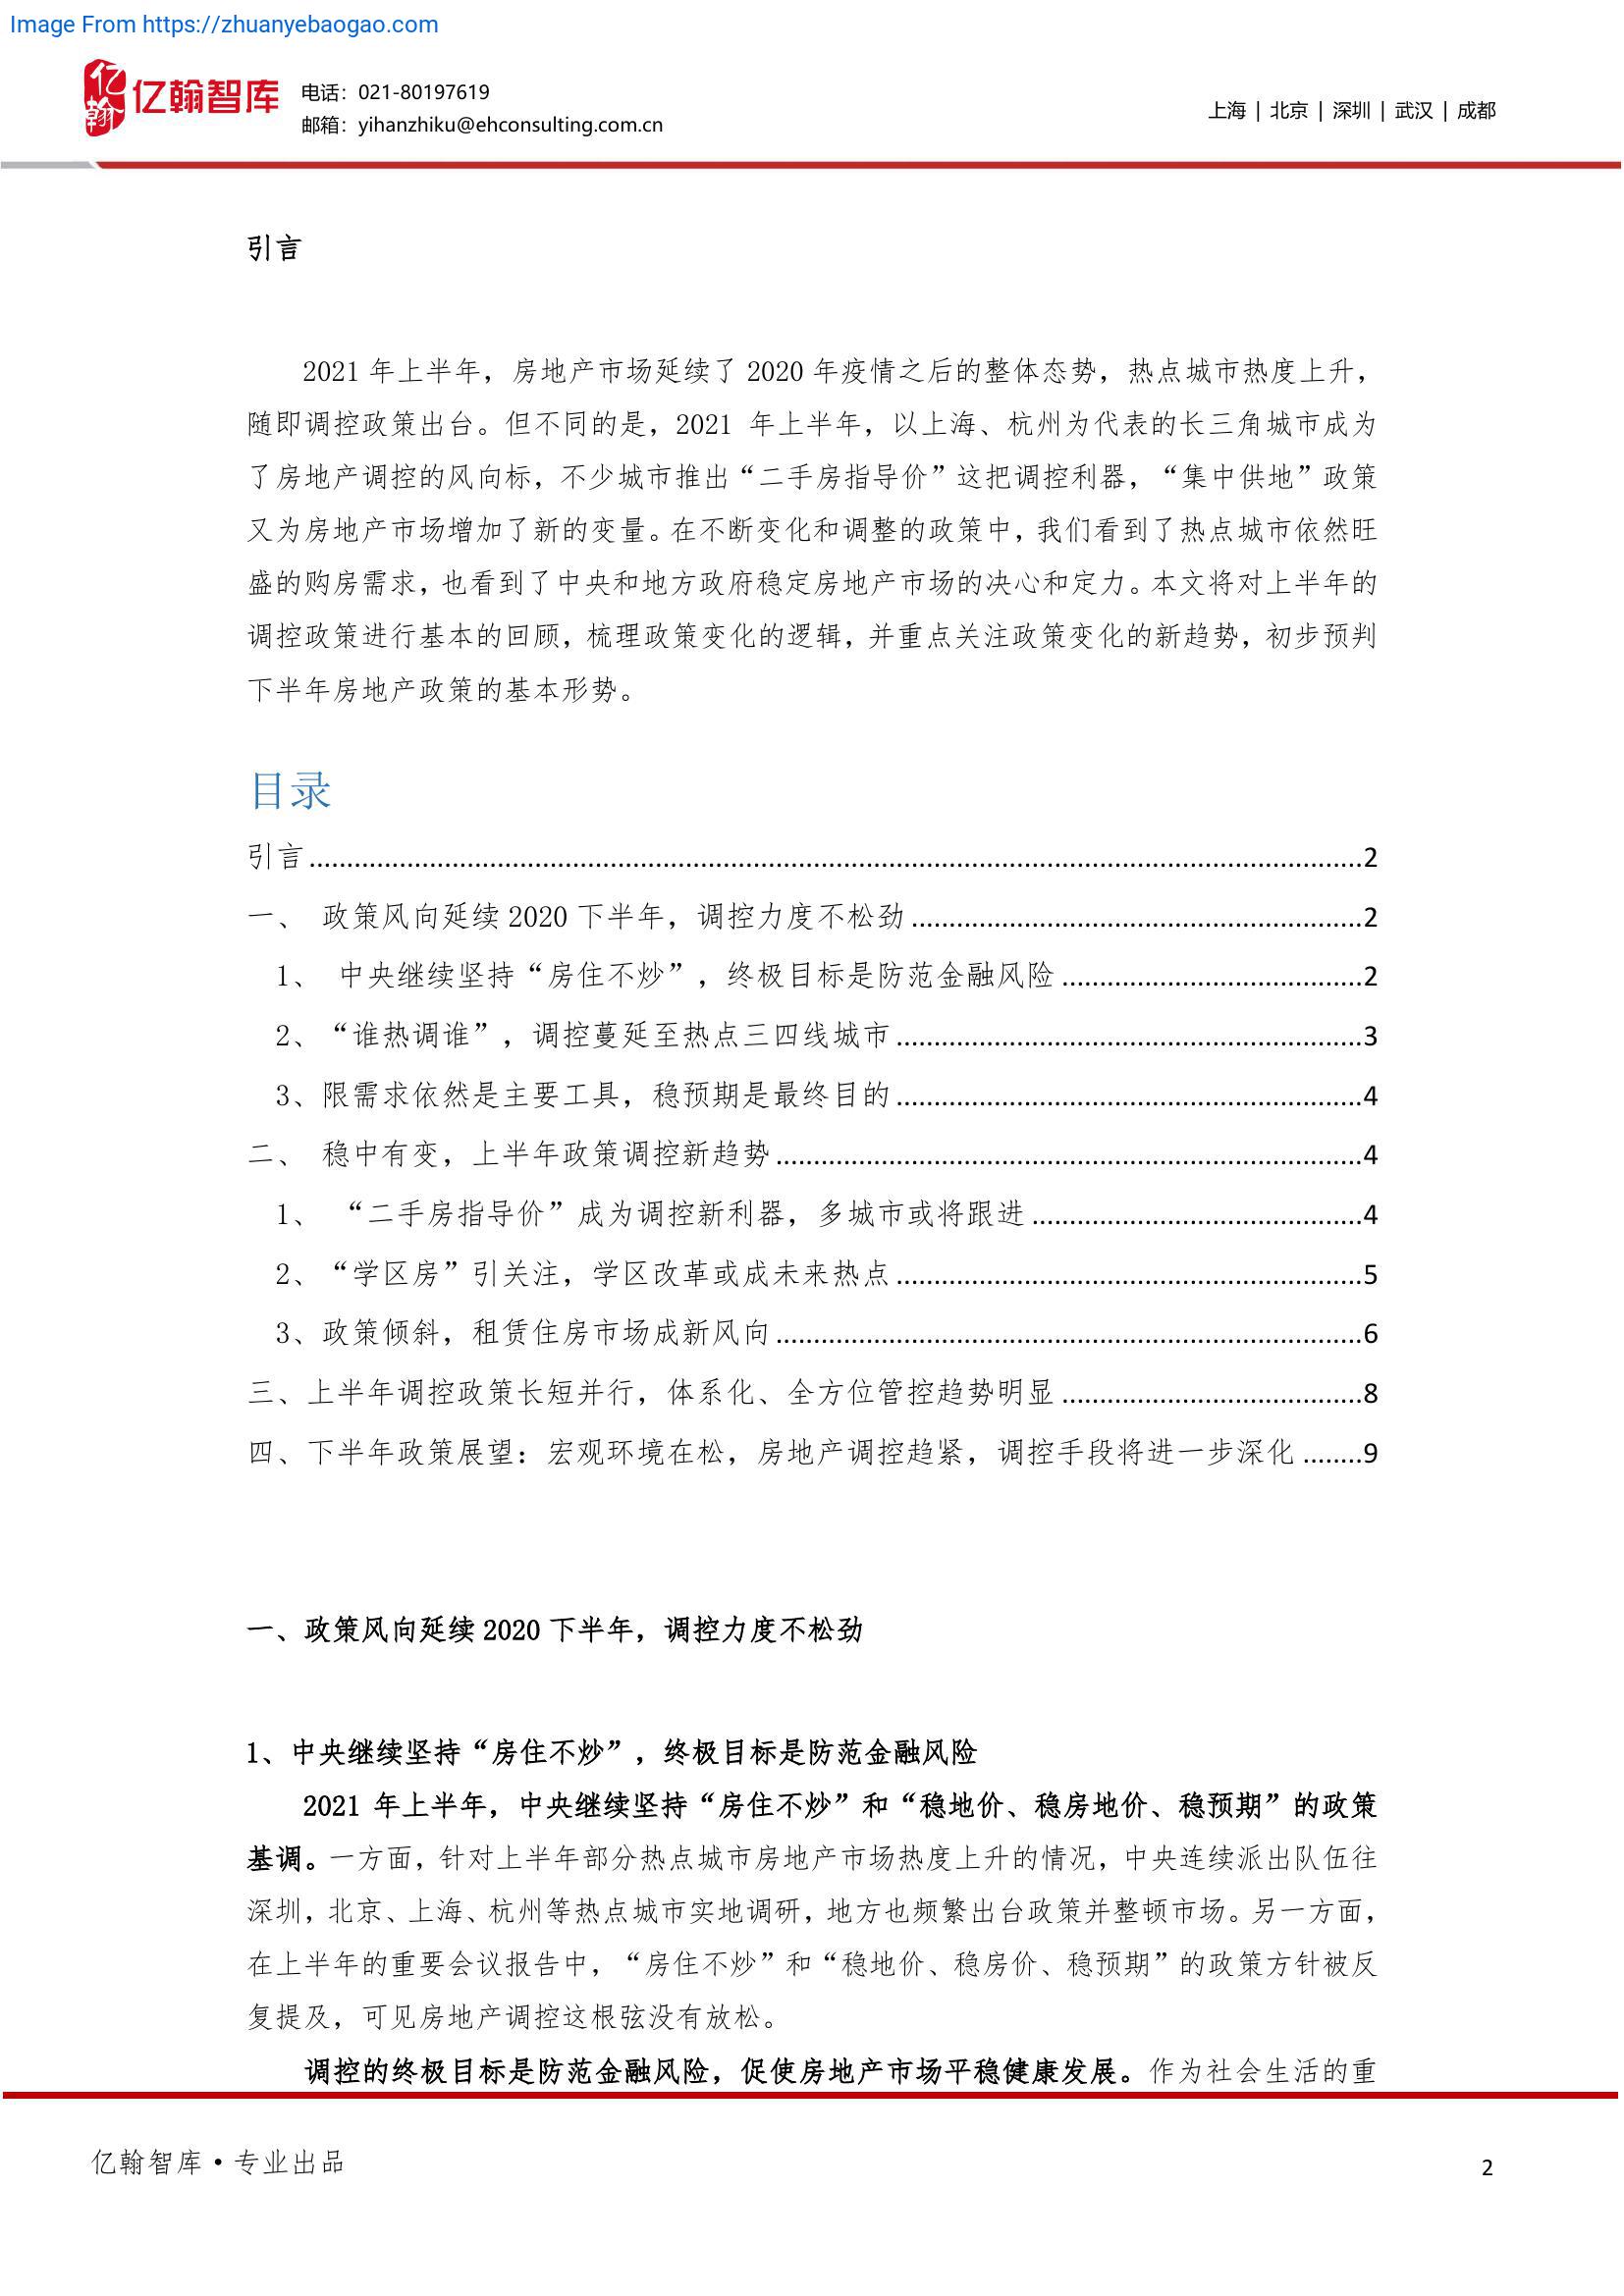 Image From https://zhuanyebaogao.com
亿翰
亿翰智库
电话：021-80197619
邮箱：yihanzhiku@ehconsulting.com.cn
上海 | 北京 | 深圳 | 武汉 | 成都
引言
2021 年上半年，房地产市场延续了 2020 年疫情之后的整体态势，热点城市热度上升，
随即调控政策出台。但不同的是，2021 年上半年，以上海、杭州为代表的长三角城市成为
了房地产调控的风向标，不少城市推出“二手房指导价”这把调控利器，“集中供地”政策
又为房地产市场增加了新的变量。在不断变化和调整的政策中，我们看到了热点城市依然旺
盛的购房需求，也看到了中央和地方政府稳定房地产市场的决心和定力。本文将对上半年的
调控政策进行基本的回顾，梳理政策变化的逻辑，并重点关注政策变化的新趋势，初步预判
下半年房地产政策的基本形势。
目录
引言 ........................................ 2
一、 政策风向延续 2020 下半年，调控力度不松劲 ........................................ 2
1、 中央继续坚持“房住不炒”，终极目标是防范金融风险 ........................................ 2
2、“谁热调谁”，调控蔓延至热点三四线城市 ........................................ 3
3、限需求依然是主要工具，稳预期是最终目的 ........................................ 4
二、 稳中有变，上半年政策调控新趋势 ........................................ 4
1、 “二手房指导价”成为调控新利器，多城市或将跟进 ........................................ 4
2、“学区房”引关注，学区改革或成未来热点 ........................................ 5
3、政策倾斜，租赁住房市场成新风向 ........................................ 6
三、上半年调控政策长短并行，体系化、全方位管控趋势明显 ........................................ 8
四、下半年政策展望：宏观环境在松，房地产调控趋紧，调控手段将进一步深化 ........ 9
一、政策风向延续 2020 下半年，调控力度不松劲
1、中央继续坚持“房住不炒”，终极目标是防范金融风险
2021 年上半年，中央继续坚持“房住不炒”和“稳地价、稳房地价、稳预期”的政策
基调。一方面，针对上半年部分热点城市房地产市场热度上升的情况，中央连续派出队伍往
深圳，北京、上海、杭州等热点城市实地调研，地方也频繁出台政策并整顿市场。另一方面，
在上半年的重要会议报告中，“房住不炒”和“稳地价、稳房价、稳预期”的政策方针被反
复提及，可见房地产调控这根弦没有放松。
调控的终极目标是防范金融风险，促使房地产市场平稳健康发展。作为社会生活的重
亿翰智库•专业出品
2